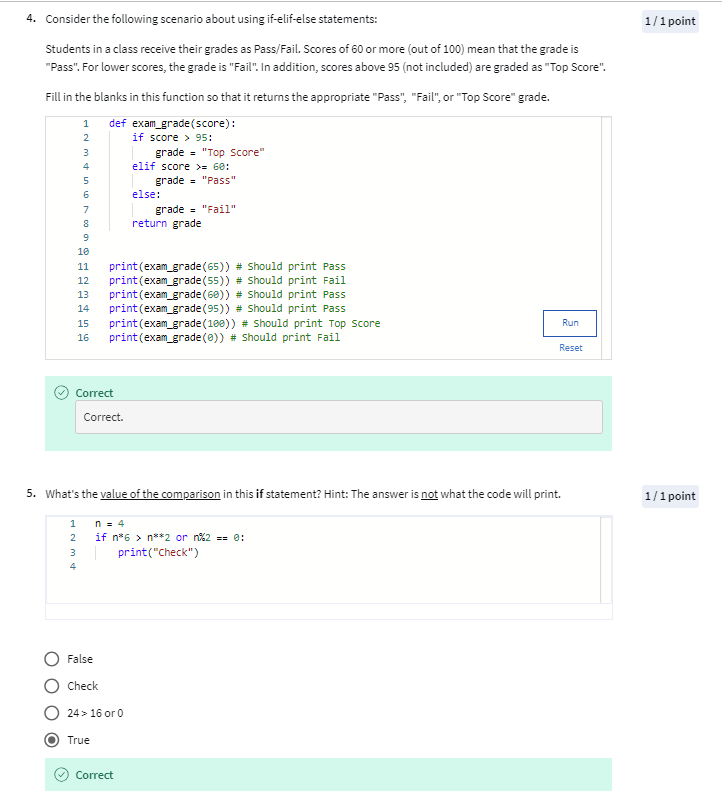 4. Consider the following scenario about using if-elif-else statements:
1 / 1 point
Students in a class receive their grades as Pass/Fail. Scores of 60 or more (out of 100) mean that the grade is
"Pass". For lower scores, the grade is "Fail". In addition, scores above 95 (not included) are graded as "Top Score".
Fill in the blanks in this function so that it returns the appropriate "Pass", "Fail", or "Top Score" grade.
1 def exam_grade(score):
2 if score > 95:
3 grade = "Top Score"
4 elif score >= 60:
5 grade = "Pass"
6 else:
7 grade = "Fail"
8 return grade
9
10
11 print(exam_grade(65)) # Should print Pass
12 print(exam_grade(55)) # Should print Fail
13 print(exam_grade(60)) # Should print Pass
14 print(exam_grade(95)) # Should print Pass
15 print(exam_grade(100)) # Should print Top Score
16 print(exam_grade(0)) # Should print Fail
Run
Reset
Correct
Correct.
5. What's the value of the comparison in this if statement? Hint: The answer is not what the code will print.
1 / 1 point
1 n = 4
2 if n*6 > n**2 or n%2 == 0:
3 print("Check")
4
False
Check
24 > 16 or 0
True
Correct